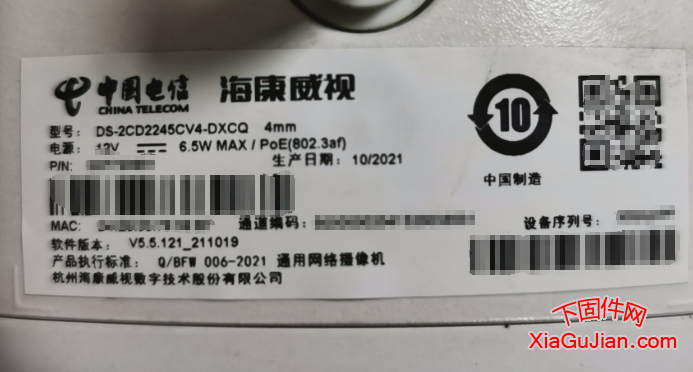 中国电信
CHINA TELECOM
海康威视
10
型号: DS-2CD2245CV4-DXCQ 4mm
电源: 12V 6.5W MAX / PoE(802.3af)
P/N:
生产日期: 10/2021
中国制造
MAC:
通道编码:
设备序列号:
软件版本: V5.5.121_211019
产品执行标准: Q/BFW 006-2021 通用网络摄像机
杭州海康威视数字技术股份有限公司
下固件网
XiaGuJian.com